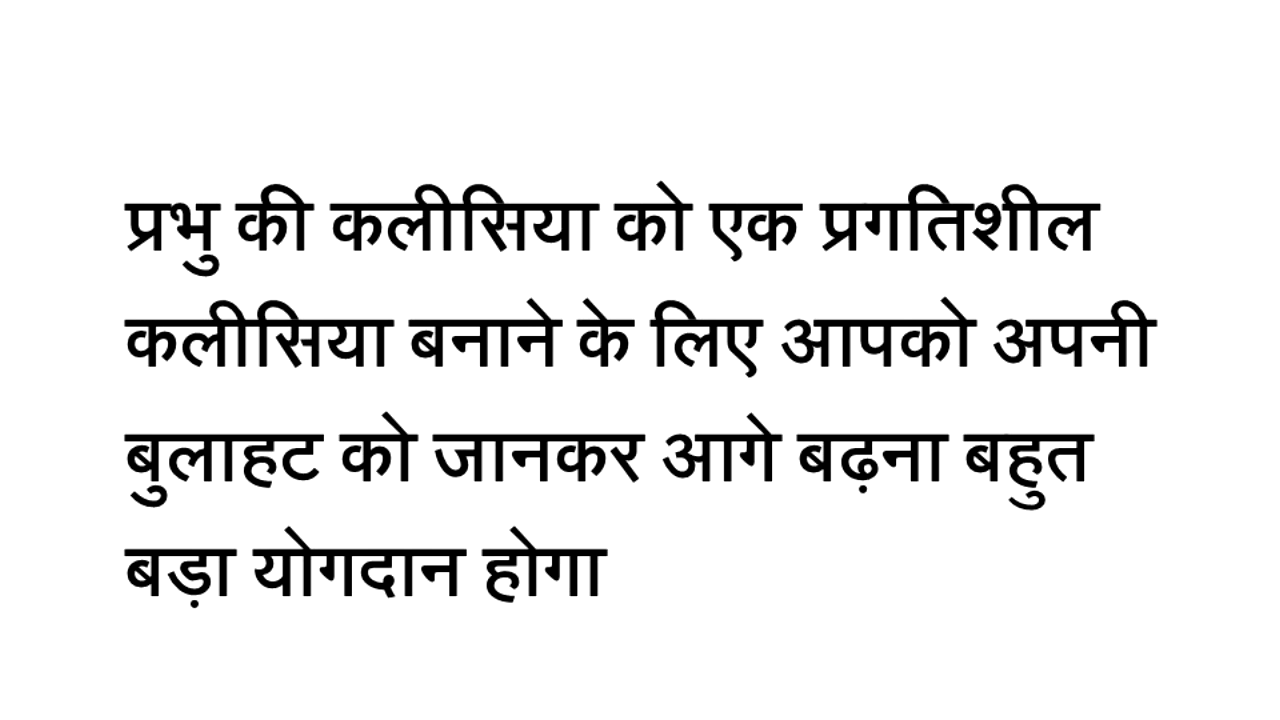 प्रभु की कलीसिया को एक प्रगतिशील
कलीसिया बनाने के लिए आपको अपनी
बुलाहट को जानकर आगे बढ़ना बहुत
बड़ा योगदान होगा